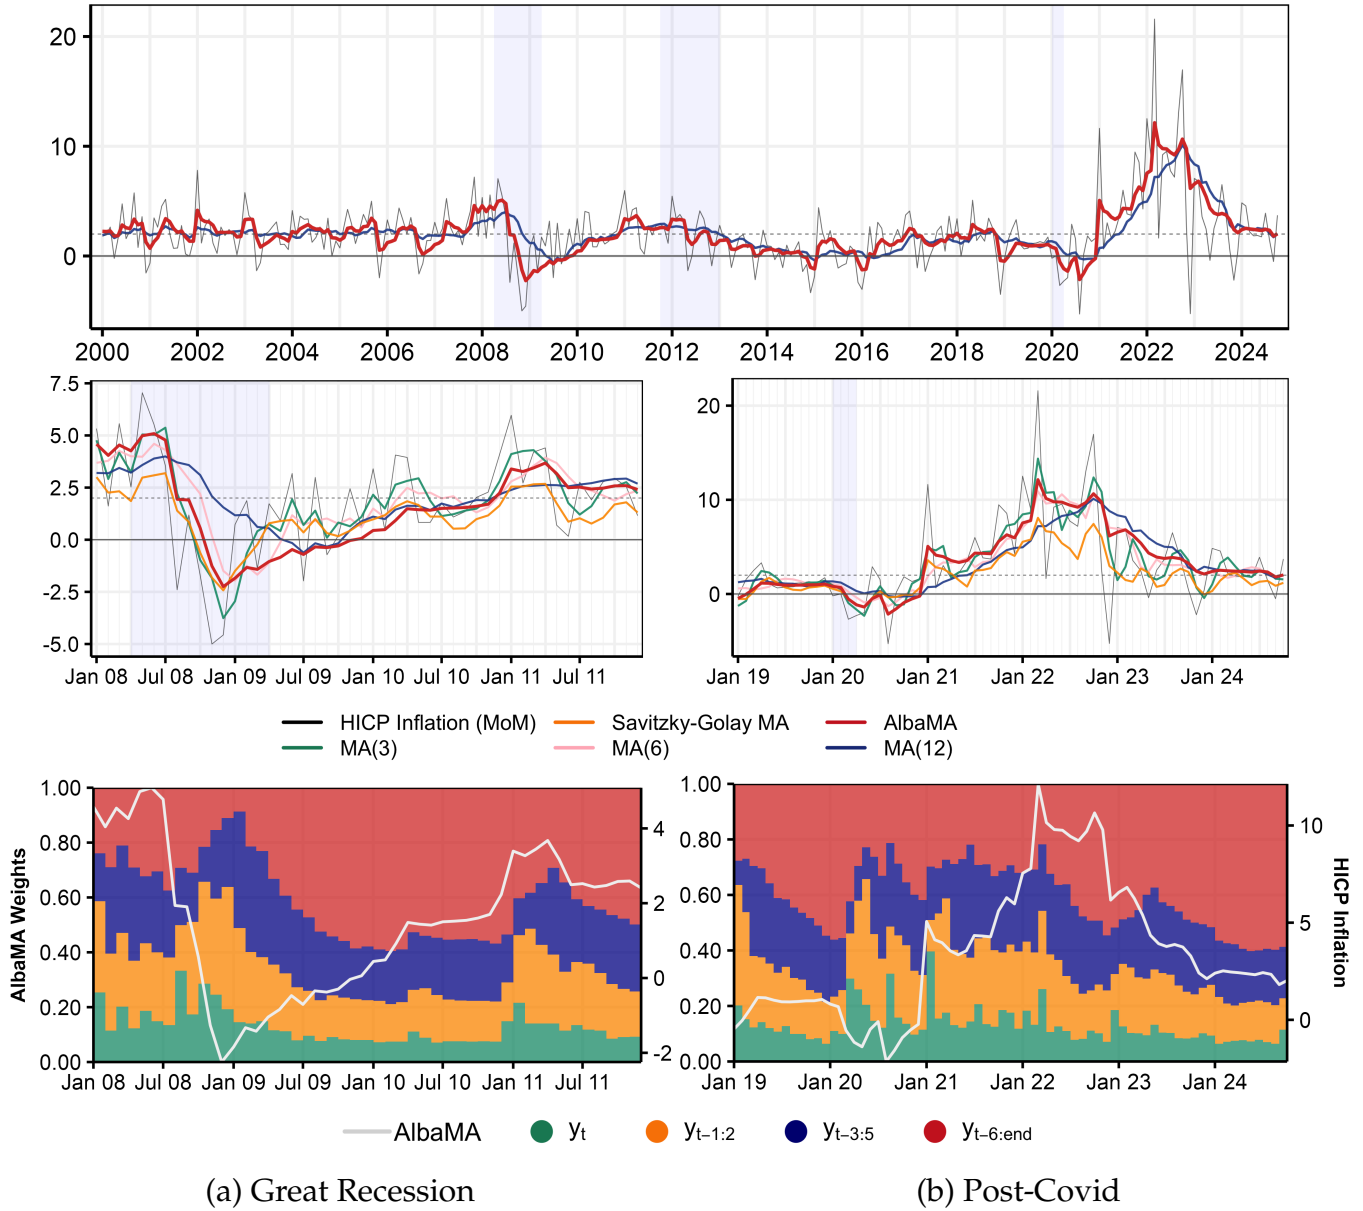 20
10
0
2000 2002 2004 2006 2008 2010 2012 2014 2016 2018 2020 2022 2024
7.5
5.0
2.5
0.0
-2.5
-5.0
Jan 08 Jul 08 Jan 09 Jul 09 Jan 10 Jul 10 Jan 11 Jul 11
20
10
0
Jan 19 Jan 20 Jan 21 Jan 22 Jan 23 Jan 24
HICP Inflation (MoM) Savitzky-Golay MA AlbaMA
MA(3) MA(6) MA(12)
AlbaMA Weights
1.00
0.80
0.60
0.40
0.20
0.00
4
2
0
-2
Jan 08 Jul 08 Jan 09 Jul 09 Jan 10 Jul 10 Jan 11 Jul 11
1.00
0.80
0.60
0.40
0.20
0.00
10
5
0
HICP Inflation
Jan 19 Jan 20 Jan 21 Jan 22 Jan 23 Jan 24
AlbaMA yt yt−1:2 yt−3:5 yt−6:end
(a) Great Recession (b) Post-Covid